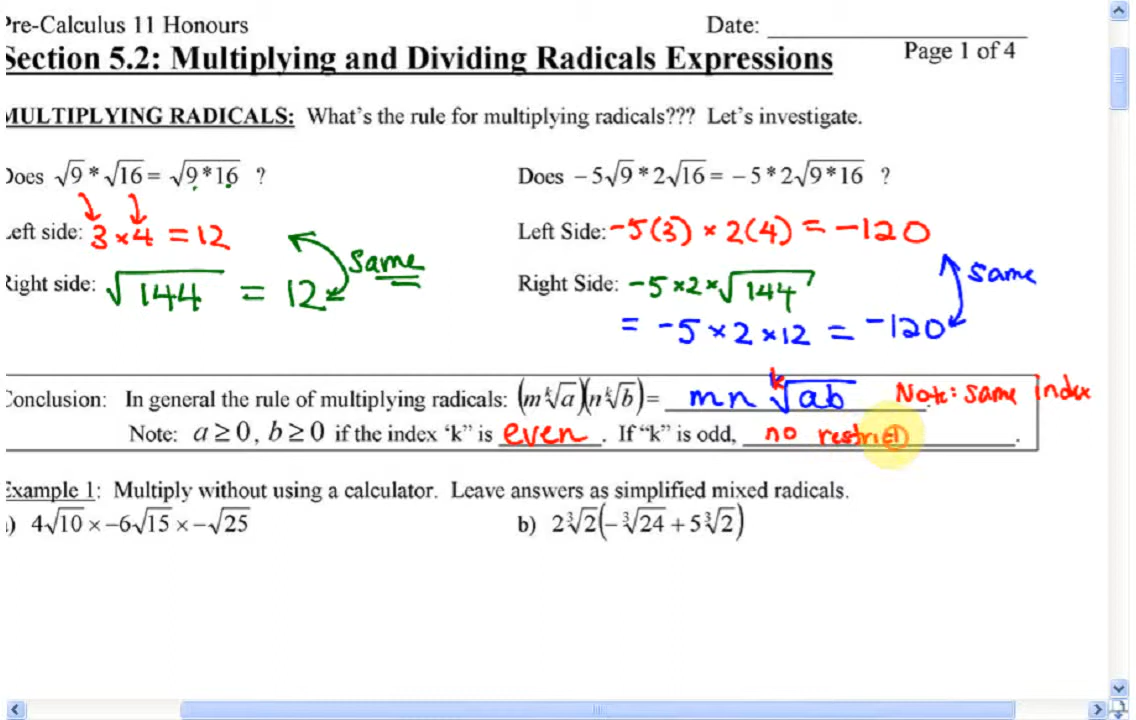 Pre-Calculus 11 Honours Date: ____________
Section 5.2: Multiplying and Dividing Radicals Expressions Page 1 of 4
MULTIPLYING RADICALS: What's the rule for multiplying radicals??? Let's investigate.
Does √9 * √16 = √(9*16) ?
Left side: 3 × 4 = 12
Right side: √144 = 12
same
Does −5√9 * 2√16 = −5*2√(9*16) ?
Left Side: −5(3) × 2(4) = −120
Right Side: −5 × 2 × √144
= −5 × 2 × 12 = −120
same
Conclusion: In general the rule of multiplying radicals: (m ᵏ√a)(n ᵏ√b) = mn ᵏ√ab Note: same index
Note: a ≥ 0, b ≥ 0 if the index 'k" is even. If "k" is odd, no restrict.
Example 1: Multiply without using a calculator. Leave answers as simplified mixed radicals.
) 4√10 × −6√15 × −√25
b) 2∛2(−∛24 + 5∛2)